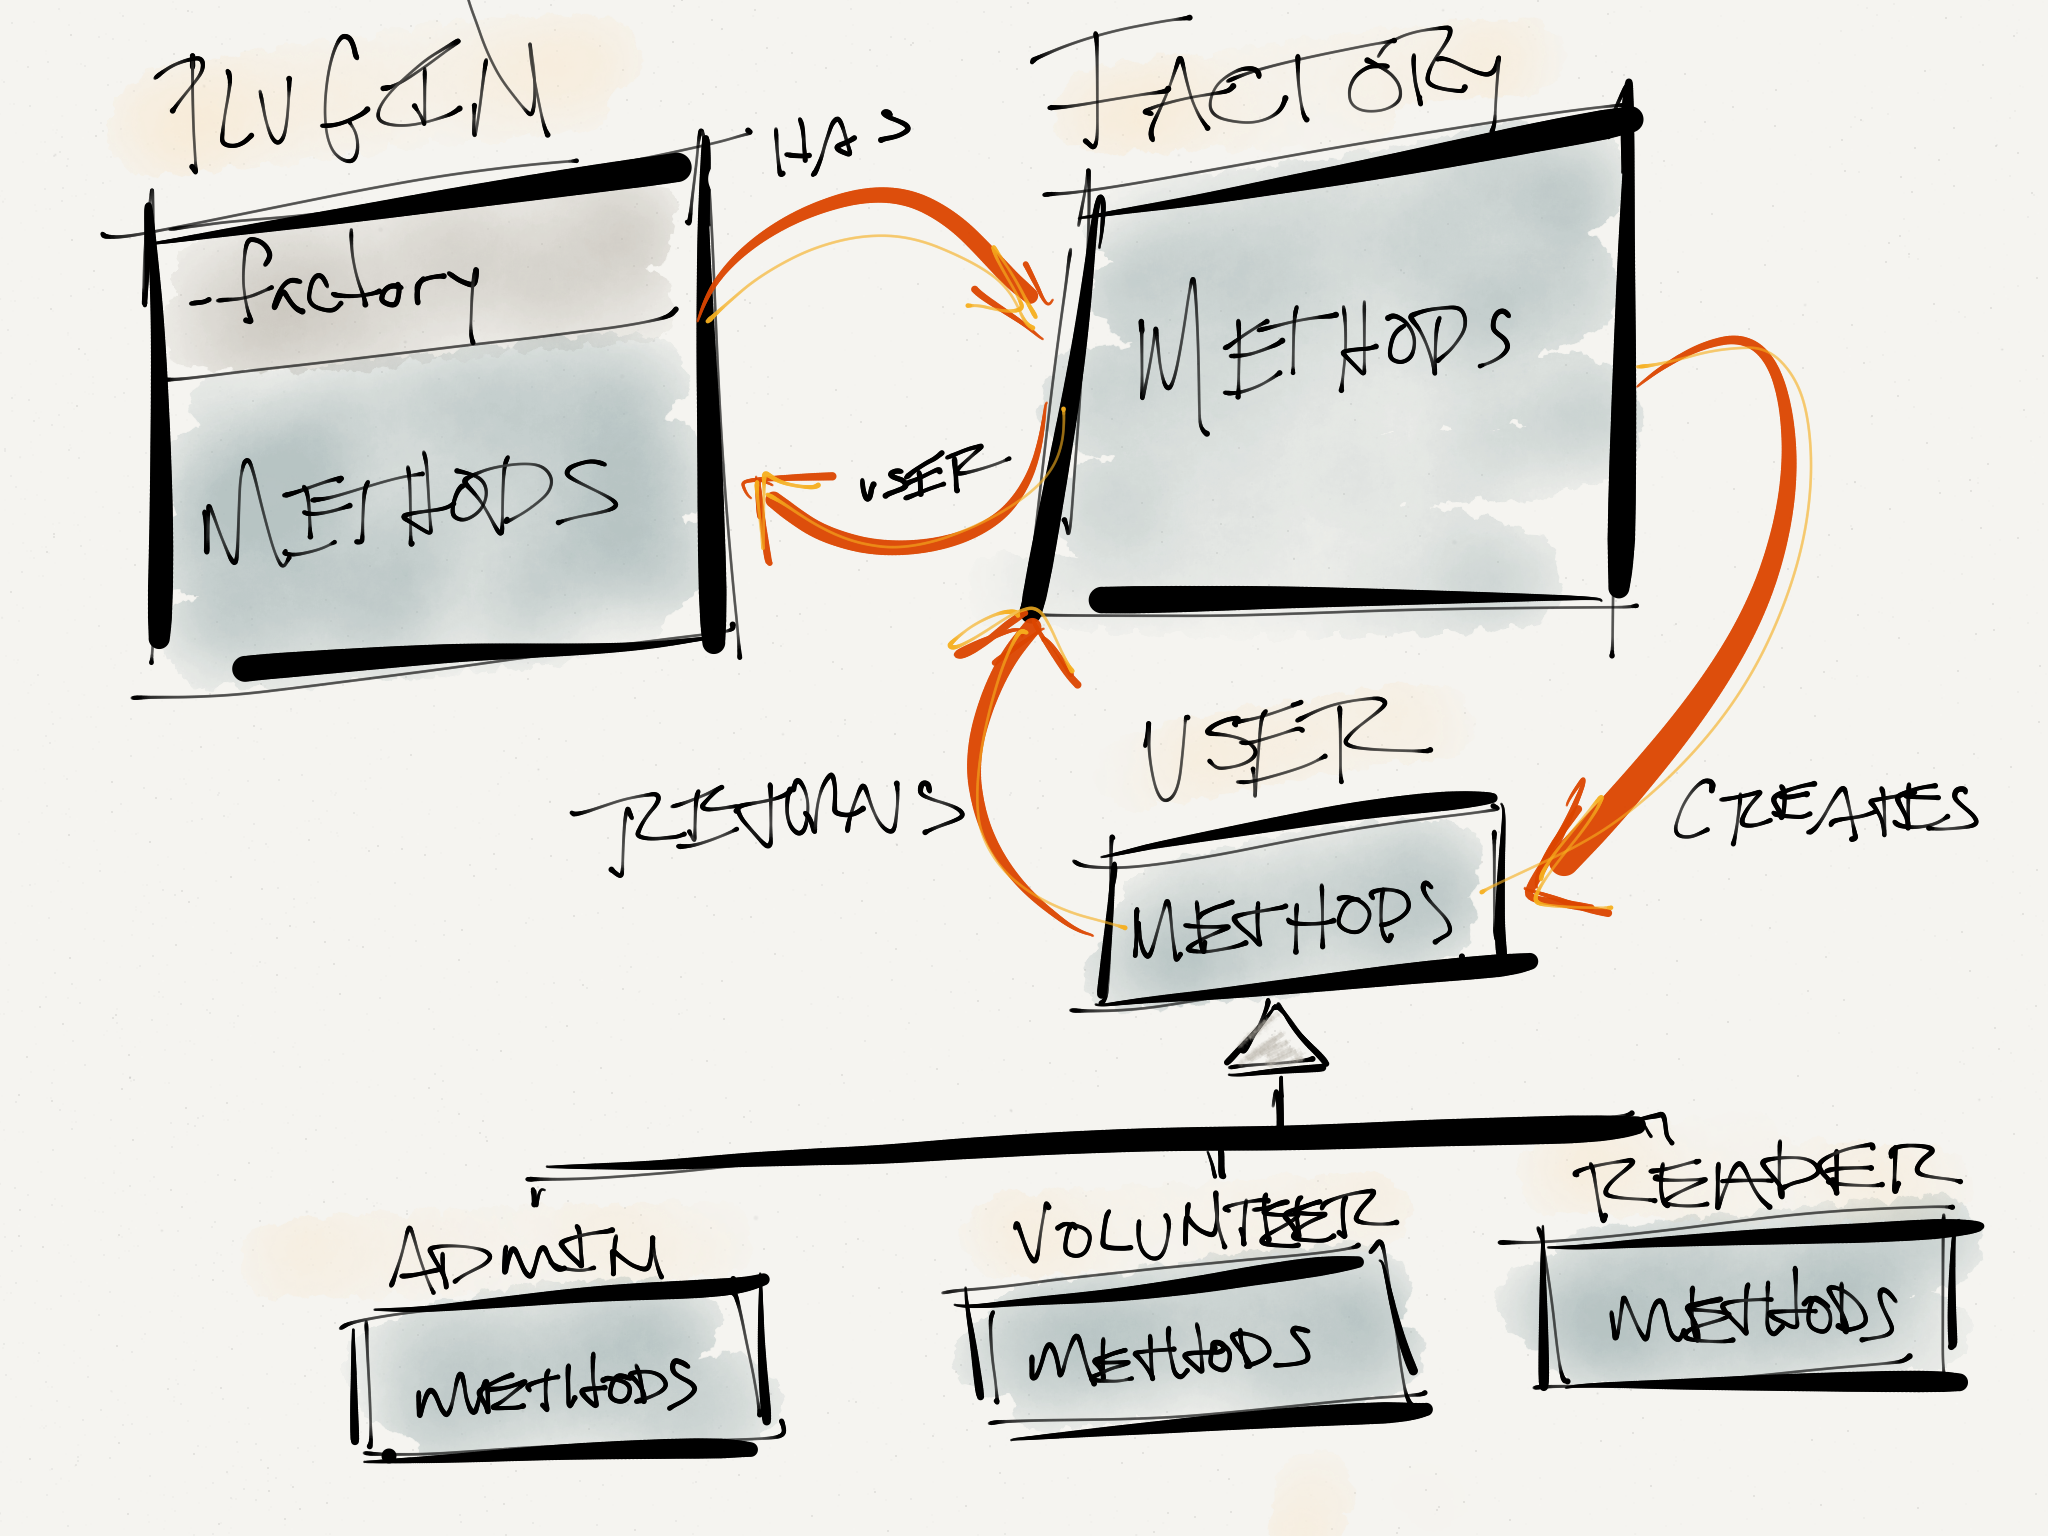 PLUGIN
HAS
FACTORY
-factory
METHODS
METHODS
USER
USER
RETURNS
CREATES
METHODS
ADMIN
VOLUNTEER
READER
METHODS
METHODS
METHODS